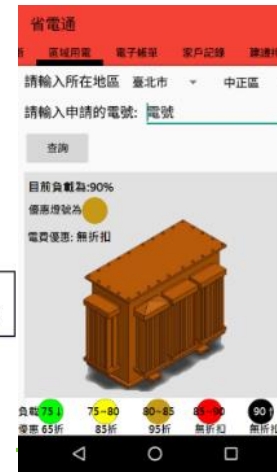 省電通
區域用電 電子帳單 家戶記錄
請輸入所在地區 臺北市 中正區
請輸入申請的電號: 電號
查詢
目前負載為:90%
優惠燈號為
電費優惠: 無折扣
負載 75↓ 75~80 80~85 85~90 90↑
優惠 65折 85折 95折 無折扣 無折扣